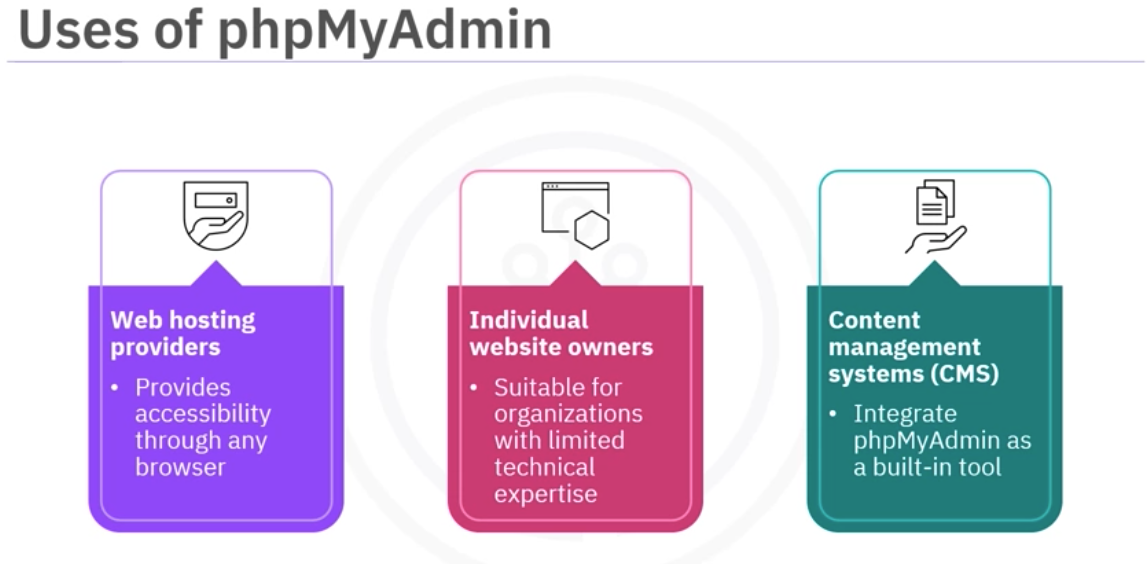 Uses of phpMyAdmin
Web hosting
providers
• Provides
accessibility
through any
browser
Individual
website owners
• Suitable for
organizations
with limited
technical
expertise
Content
management
systems (CMS)
• Integrate
phpMyAdmin as
a built-in tool